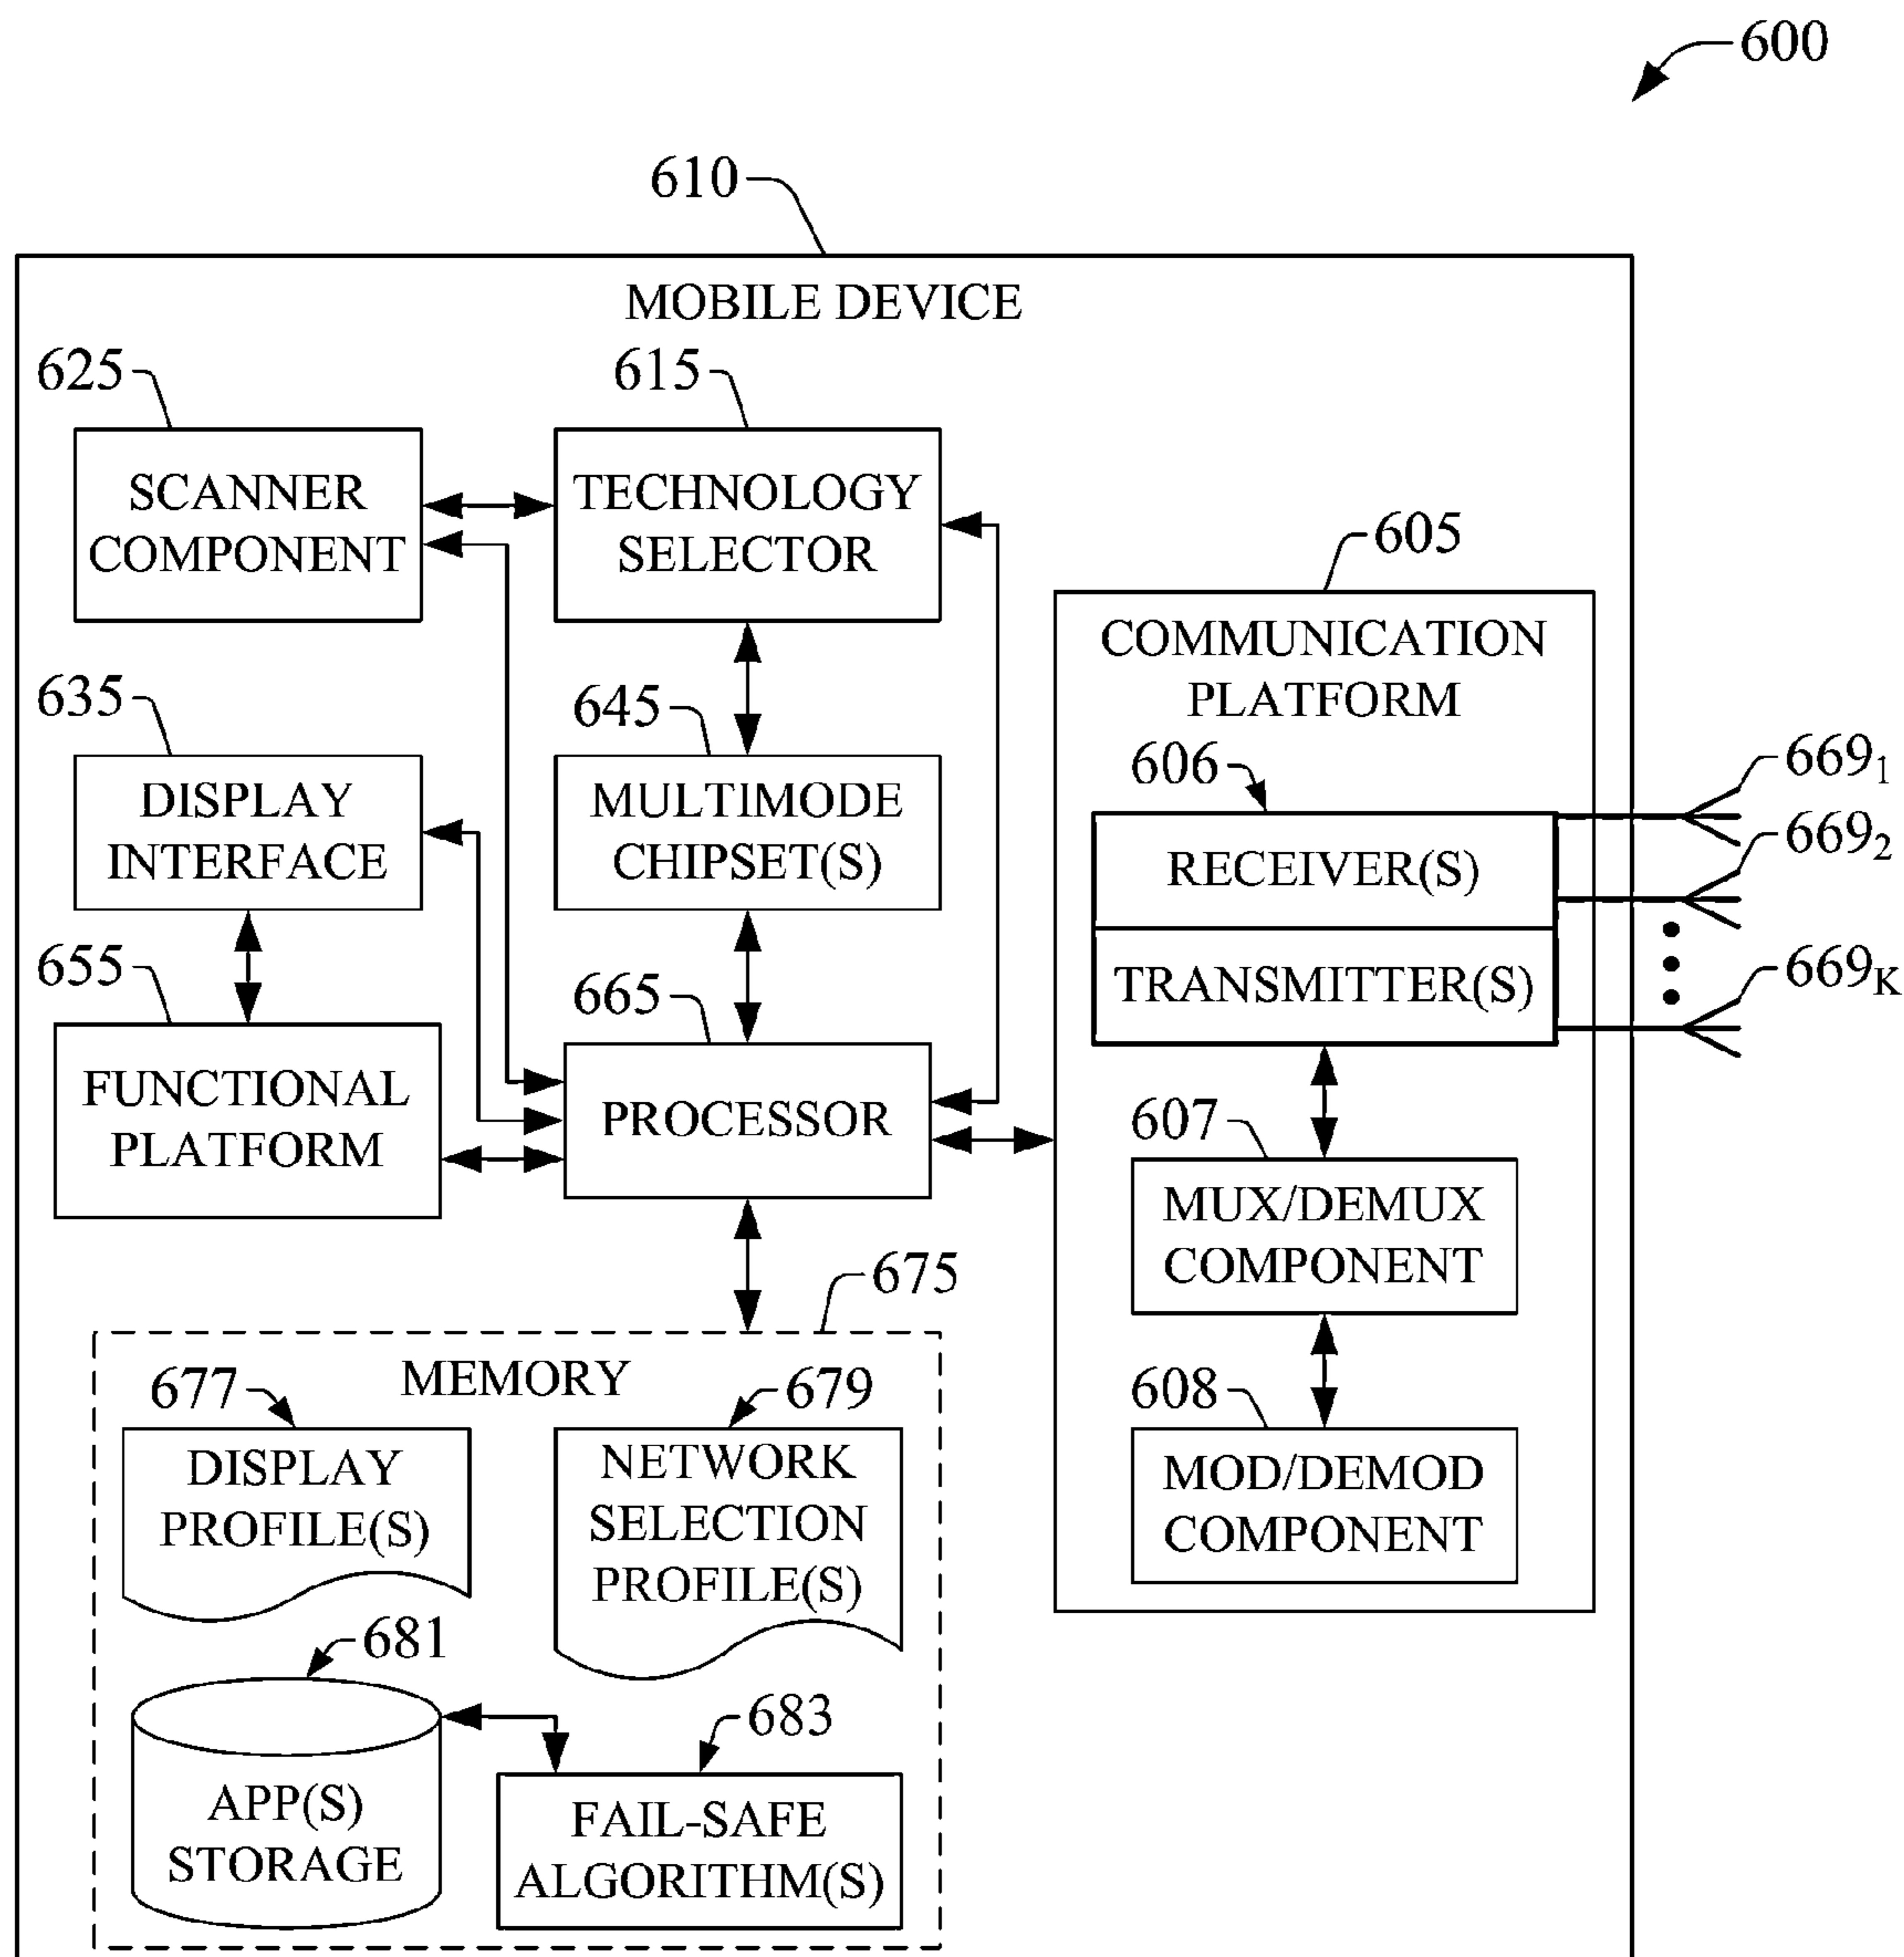 600
610
MOBILE DEVICE
625
615
SCANNER
COMPONENT
TECHNOLOGY
SELECTOR
605
COMMUNICATION
PLATFORM
635
645
DISPLAY
INTERFACE
MULTIMODE
CHIPSET(S)
606
RECEIVER(S)
TRANSMITTER(S)
669₁
669₂
669K
655
665
FUNCTIONAL
PLATFORM
PROCESSOR
607
MUX/DEMUX
COMPONENT
675
MEMORY
677
679
608
MOD/DEMOD
COMPONENT
DISPLAY
PROFILE(S)
NETWORK
SELECTION
PROFILE(S)
681
683
APP(S)
STORAGE
FAIL-SAFE
ALGORITHM(S)